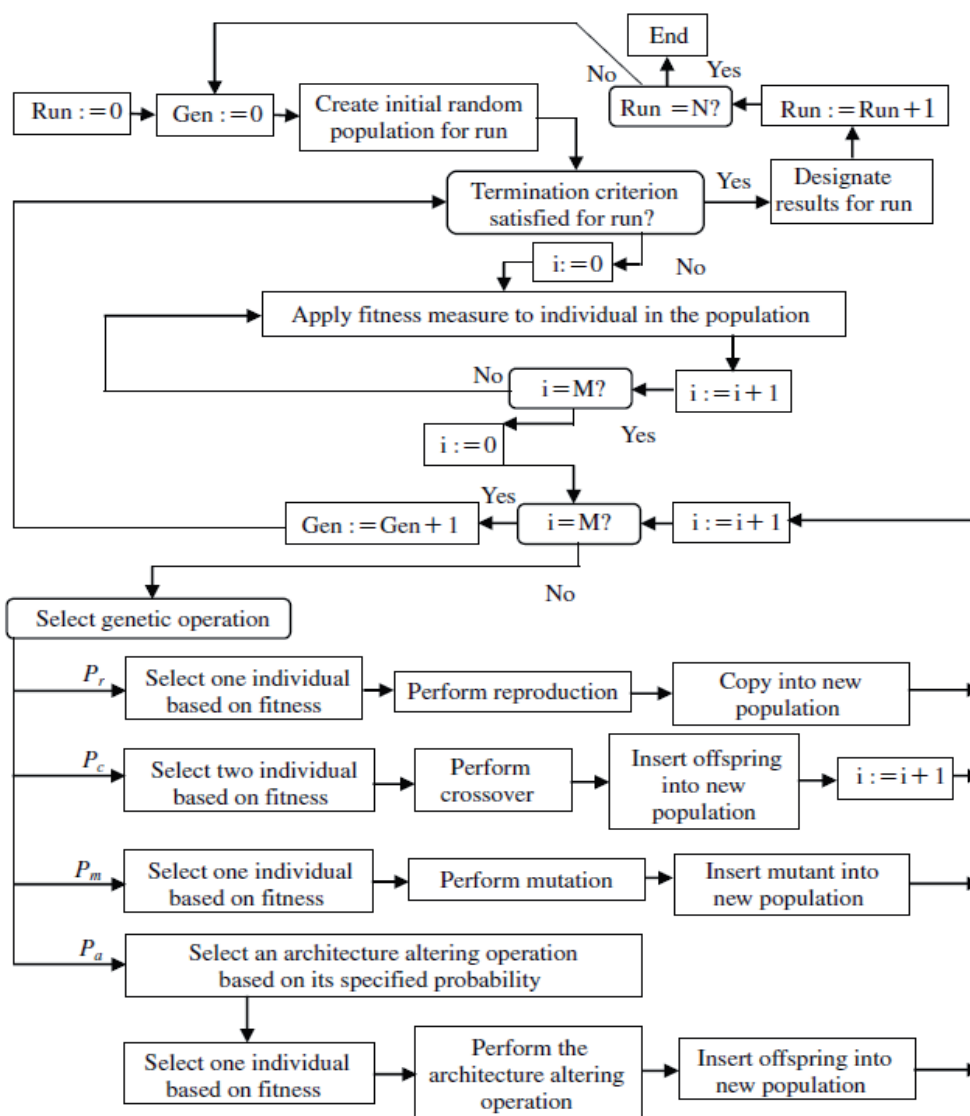 End
No
Yes
Run :=0
Gen :=0
Create initial random
population for run
Run =N?
Run :=Run+1
Termination criterion
satisfied for run?
Yes
Designate
results for run
i:=0
No
Apply fitness measure to individual in the population
No
i=M?
i :=i+1
i :=0
Yes
Yes
Gen :=Gen+1
i=M?
i :=i+1
No
Select genetic operation
Pr
Select one individual
based on fitness
Perform reproduction
Copy into new
population
Pc
Select two individual
based on fitness
Perform
crossover
Insert offspring
into new
population
i :=i+1
Pm
Select one individual
based on fitness
Perform mutation
Insert mutant into
new population
Pa
Select an architecture altering operation
based on its specified probability
Select one individual
based on fitness
Perform the
architecture altering
operation
Insert offspring into
new population